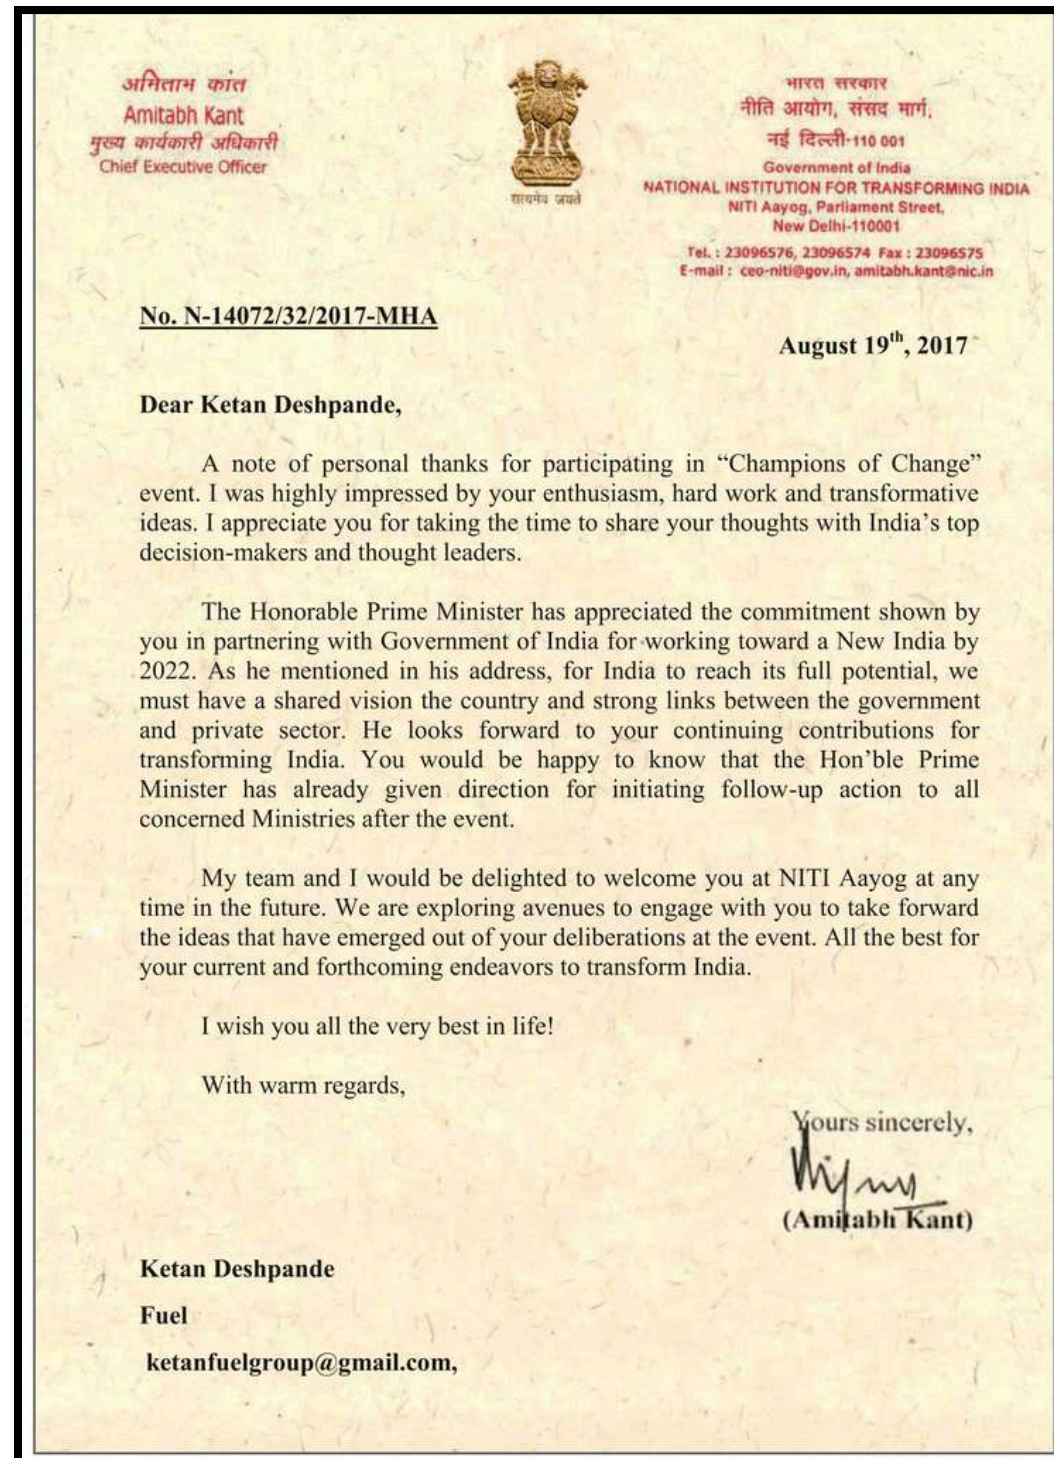 अमिताभ कांत
Amitabh Kant
मुख्य कार्यकारी अधिकारी
Chief Executive Officer
सत्यमेव जयते
भारत सरकार
नीति आयोग, संसद मार्ग,
नई दिल्ली-110 001
Government of India
NATIONAL INSTITUTION FOR TRANSFORMING INDIA
NITI Aayog, Parliament Street,
New Delhi-110001
Tel. : 23096576, 23096574 Fax : 23096575
E-mail : ceo-niti@gov.in, amitabh.kant@nic.in
No. N-14072/32/2017-MHA
August 19th, 2017
Dear Ketan Deshpande,
A note of personal thanks for participating in “Champions of Change”
event. I was highly impressed by your enthusiasm, hard work and transformative
ideas. I appreciate you for taking the time to share your thoughts with India’s top
decision-makers and thought leaders.
The Honorable Prime Minister has appreciated the commitment shown by
you in partnering with Government of India for working toward a New India by
2022. As he mentioned in his address, for India to reach its full potential, we
must have a shared vision the country and strong links between the government
and private sector. He looks forward to your continuing contributions for
transforming India. You would be happy to know that the Hon’ble Prime
Minister has already given direction for initiating follow-up action to all
concerned Ministries after the event.
My team and I would be delighted to welcome you at NITI Aayog at any
time in the future. We are exploring avenues to engage with you to take forward
the ideas that have emerged out of your deliberations at the event. All the best for
your current and forthcoming endeavors to transform India.
I wish you all the very best in life!
With warm regards,
Yours sincerely,
(Amitabh Kant)
Ketan Deshpande
Fuel
ketanfuelgroup@gmail.com,